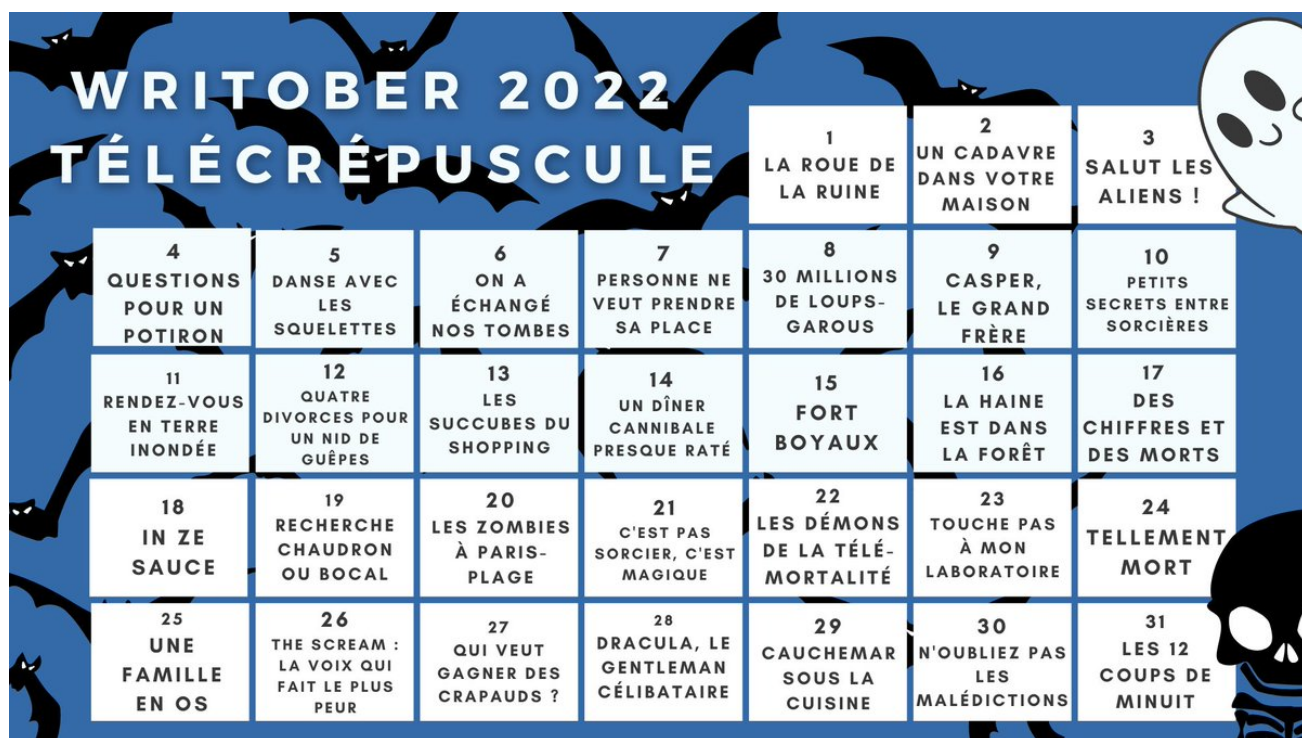 WRITOBER 2022
TÉLÉCRÉPUSCULE
1
LA ROUE DE
LA RUINE
2
UN CADAVRE
DANS VOTRE
MAISON
3
SALUT LES
ALIENS !
4
QUESTIONS
POUR UN
POTIRON
5
DANSE AVEC
LES
SQUELETTES
6
ON A
ÉCHANGÉ
NOS TOMBES
7
PERSONNE NE
VEUT PRENDRE
SA PLACE
8
30 MILLIONS
DE LOUPS-
GAROUS
9
CASPER,
LE GRAND
FRÈRE
10
PETITS
SECRETS ENTRE
SORCIÈRES
11
RENDEZ-VOUS
EN TERRE
INONDÉE
12
QUATRE
DIVORCES POUR
UN NID DE
GUÊPES
13
LES
SUCCUBES DU
SHOPPING
14
UN DÎNER
CANNIBALE
PRESQUE RATÉ
15
FORT
BOYAUX
16
LA HAINE
EST DANS
LA FORÊT
17
DES
CHIFFRES ET
DES MORTS
18
IN ZE
SAUCE
19
RECHERCHE
CHAUDRON
OU BOCAL
20
LES ZOMBIES
À PARIS-
PLAGE
21
C'EST PAS
SORCIER, C'EST
MAGIQUE
22
LES DÉMONS
DE LA TÉLÉ-
MORTALITÉ
23
TOUCHE PAS
À MON
LABORATOIRE
24
TELLEMENT
MORT
25
UNE
FAMILLE
EN OS
26
THE SCREAM :
LA VOIX QUI
FAIT LE PLUS
PEUR
27
QUI VEUT
GAGNER DES
CRAPAUDS ?
28
DRACULA, LE
GENTLEMAN
CÉLIBATAIRE
29
CAUCHEMAR
SOUS LA
CUISINE
30
N'OUBLIEZ PAS
LES
MALÉDICTIONS
31
LES 12
COUPS DE
MINUIT